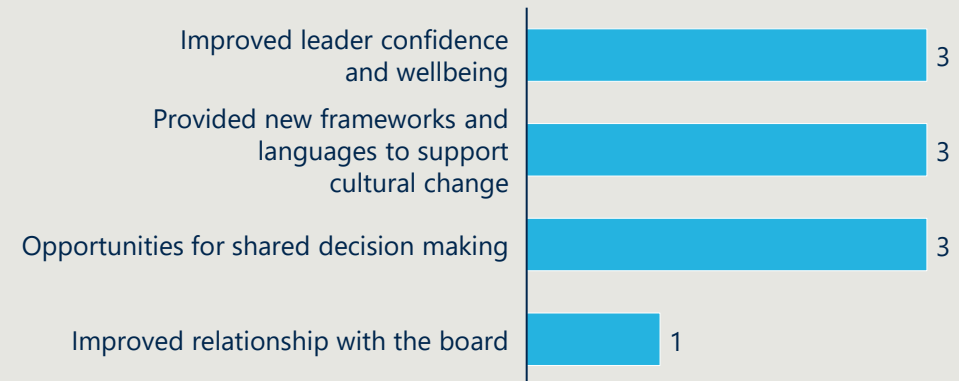 Improved leader confidence
and wellbeing
3
Provided new frameworks and
languages to support
cultural change
3
Opportunities for shared decision making
3
Improved relationship with the board
1